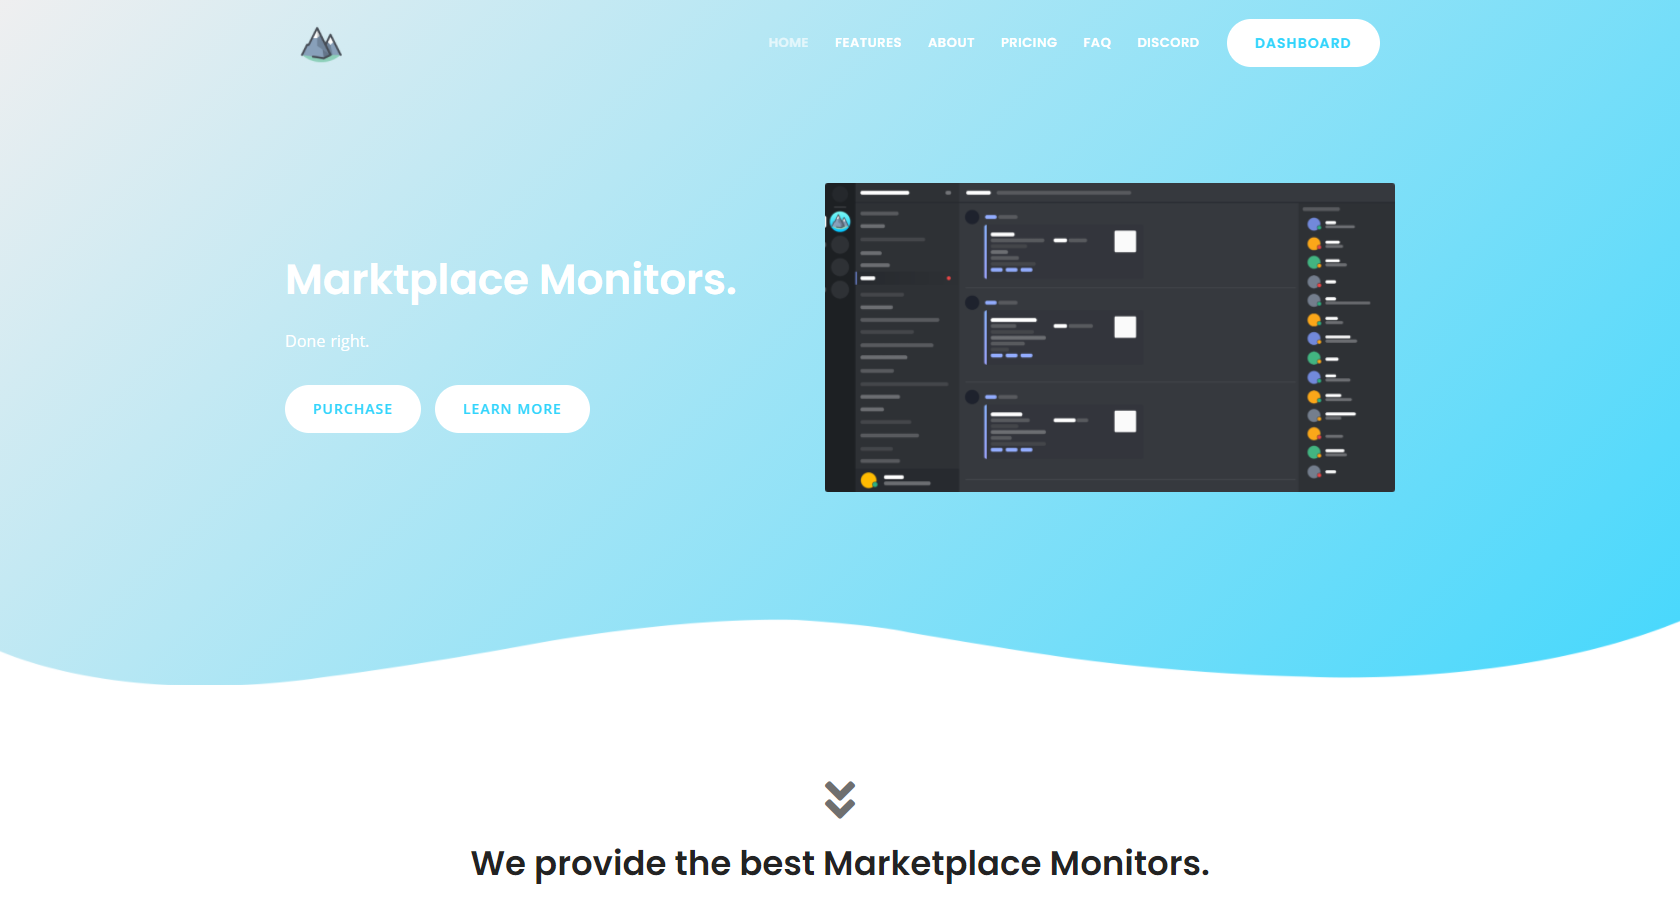 HOME FEATURES ABOUT PRICING FAQ DISCORD DASHBOARD
Marktplace Monitors.
Done right.
PURCHASE LEARN MORE
We provide the best Marketplace Monitors.